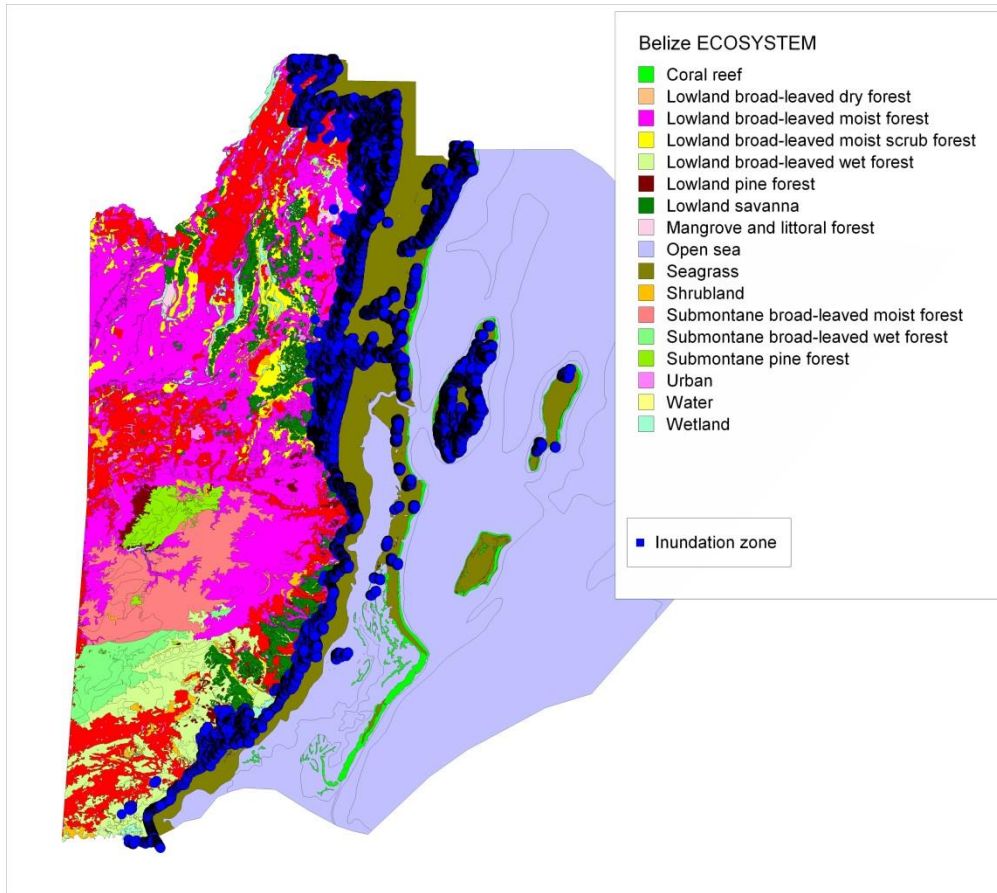 Belize ECOSYSTEM
Coral reef
Lowland broad-leaved dry forest
Lowland broad-leaved moist forest
Lowland broad-leaved moist scrub forest
Lowland broad-leaved wet forest
Lowland pine forest
Lowland savanna
Mangrove and littoral forest
Open sea
Seagrass
Shrubland
Submontane broad-leaved moist forest
Submontane broad-leaved wet forest
Submontane pine forest
Urban
Water
Wetland
Inundation zone